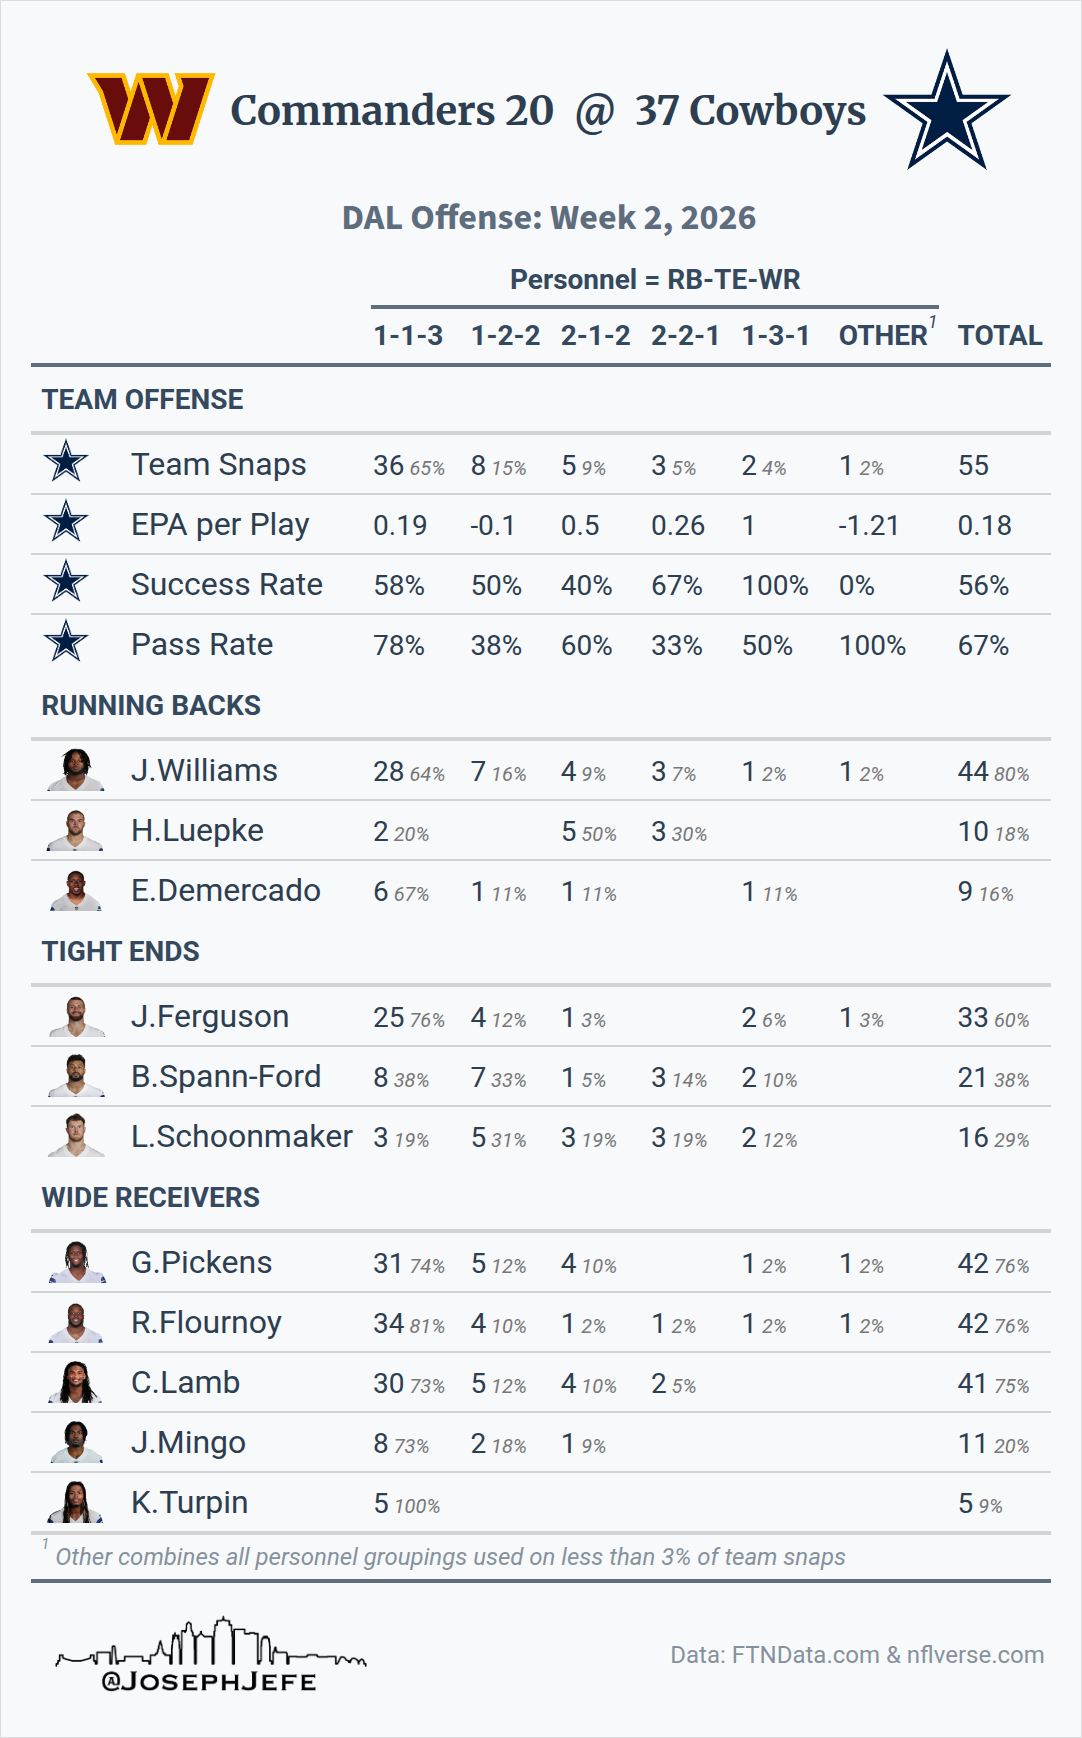 Commanders 20 @ 37 Cowboys
DAL Offense: Week 2, 2026
Personnel = RB-TE-WR
1-1-3 1-2-2 2-1-2 2-2-1 1-3-1 OTHER1 TOTAL
TEAM OFFENSE
Team Snaps 36 65% 8 15% 5 9% 3 5% 2 4% 1 2% 55
EPA per Play 0.19 -0.1 0.5 0.26 1 -1.21 0.18
Success Rate 58% 50% 40% 67% 100% 0% 56%
Pass Rate 78% 38% 60% 33% 50% 100% 67%
RUNNING BACKS
J.Williams 28 64% 7 16% 4 9% 3 7% 1 2% 1 2% 44 80%
H.Luepke 2 20% 5 50% 3 30% 10 18%
E.Demercado 6 67% 1 11% 1 11% 1 11% 9 16%
TIGHT ENDS
J.Ferguson 25 76% 4 12% 1 3% 2 6% 1 3% 33 60%
B.Spann-Ford 8 38% 7 33% 1 5% 3 14% 2 10% 21 38%
L.Schoonmaker 3 19% 5 31% 3 19% 3 19% 2 12% 16 29%
WIDE RECEIVERS
G.Pickens 31 74% 5 12% 4 10% 1 2% 1 2% 42 76%
R.Flournoy 34 81% 4 10% 1 2% 1 2% 1 2% 1 2% 42 76%
C.Lamb 30 73% 5 12% 4 10% 2 5% 41 75%
J.Mingo 8 73% 2 18% 1 9% 11 20%
K.Turpin 5 100% 5 9%
1 Other combines all personnel groupings used on less than 3% of team snaps
@JosephJefe
Data: FTNData.com & nflverse.com